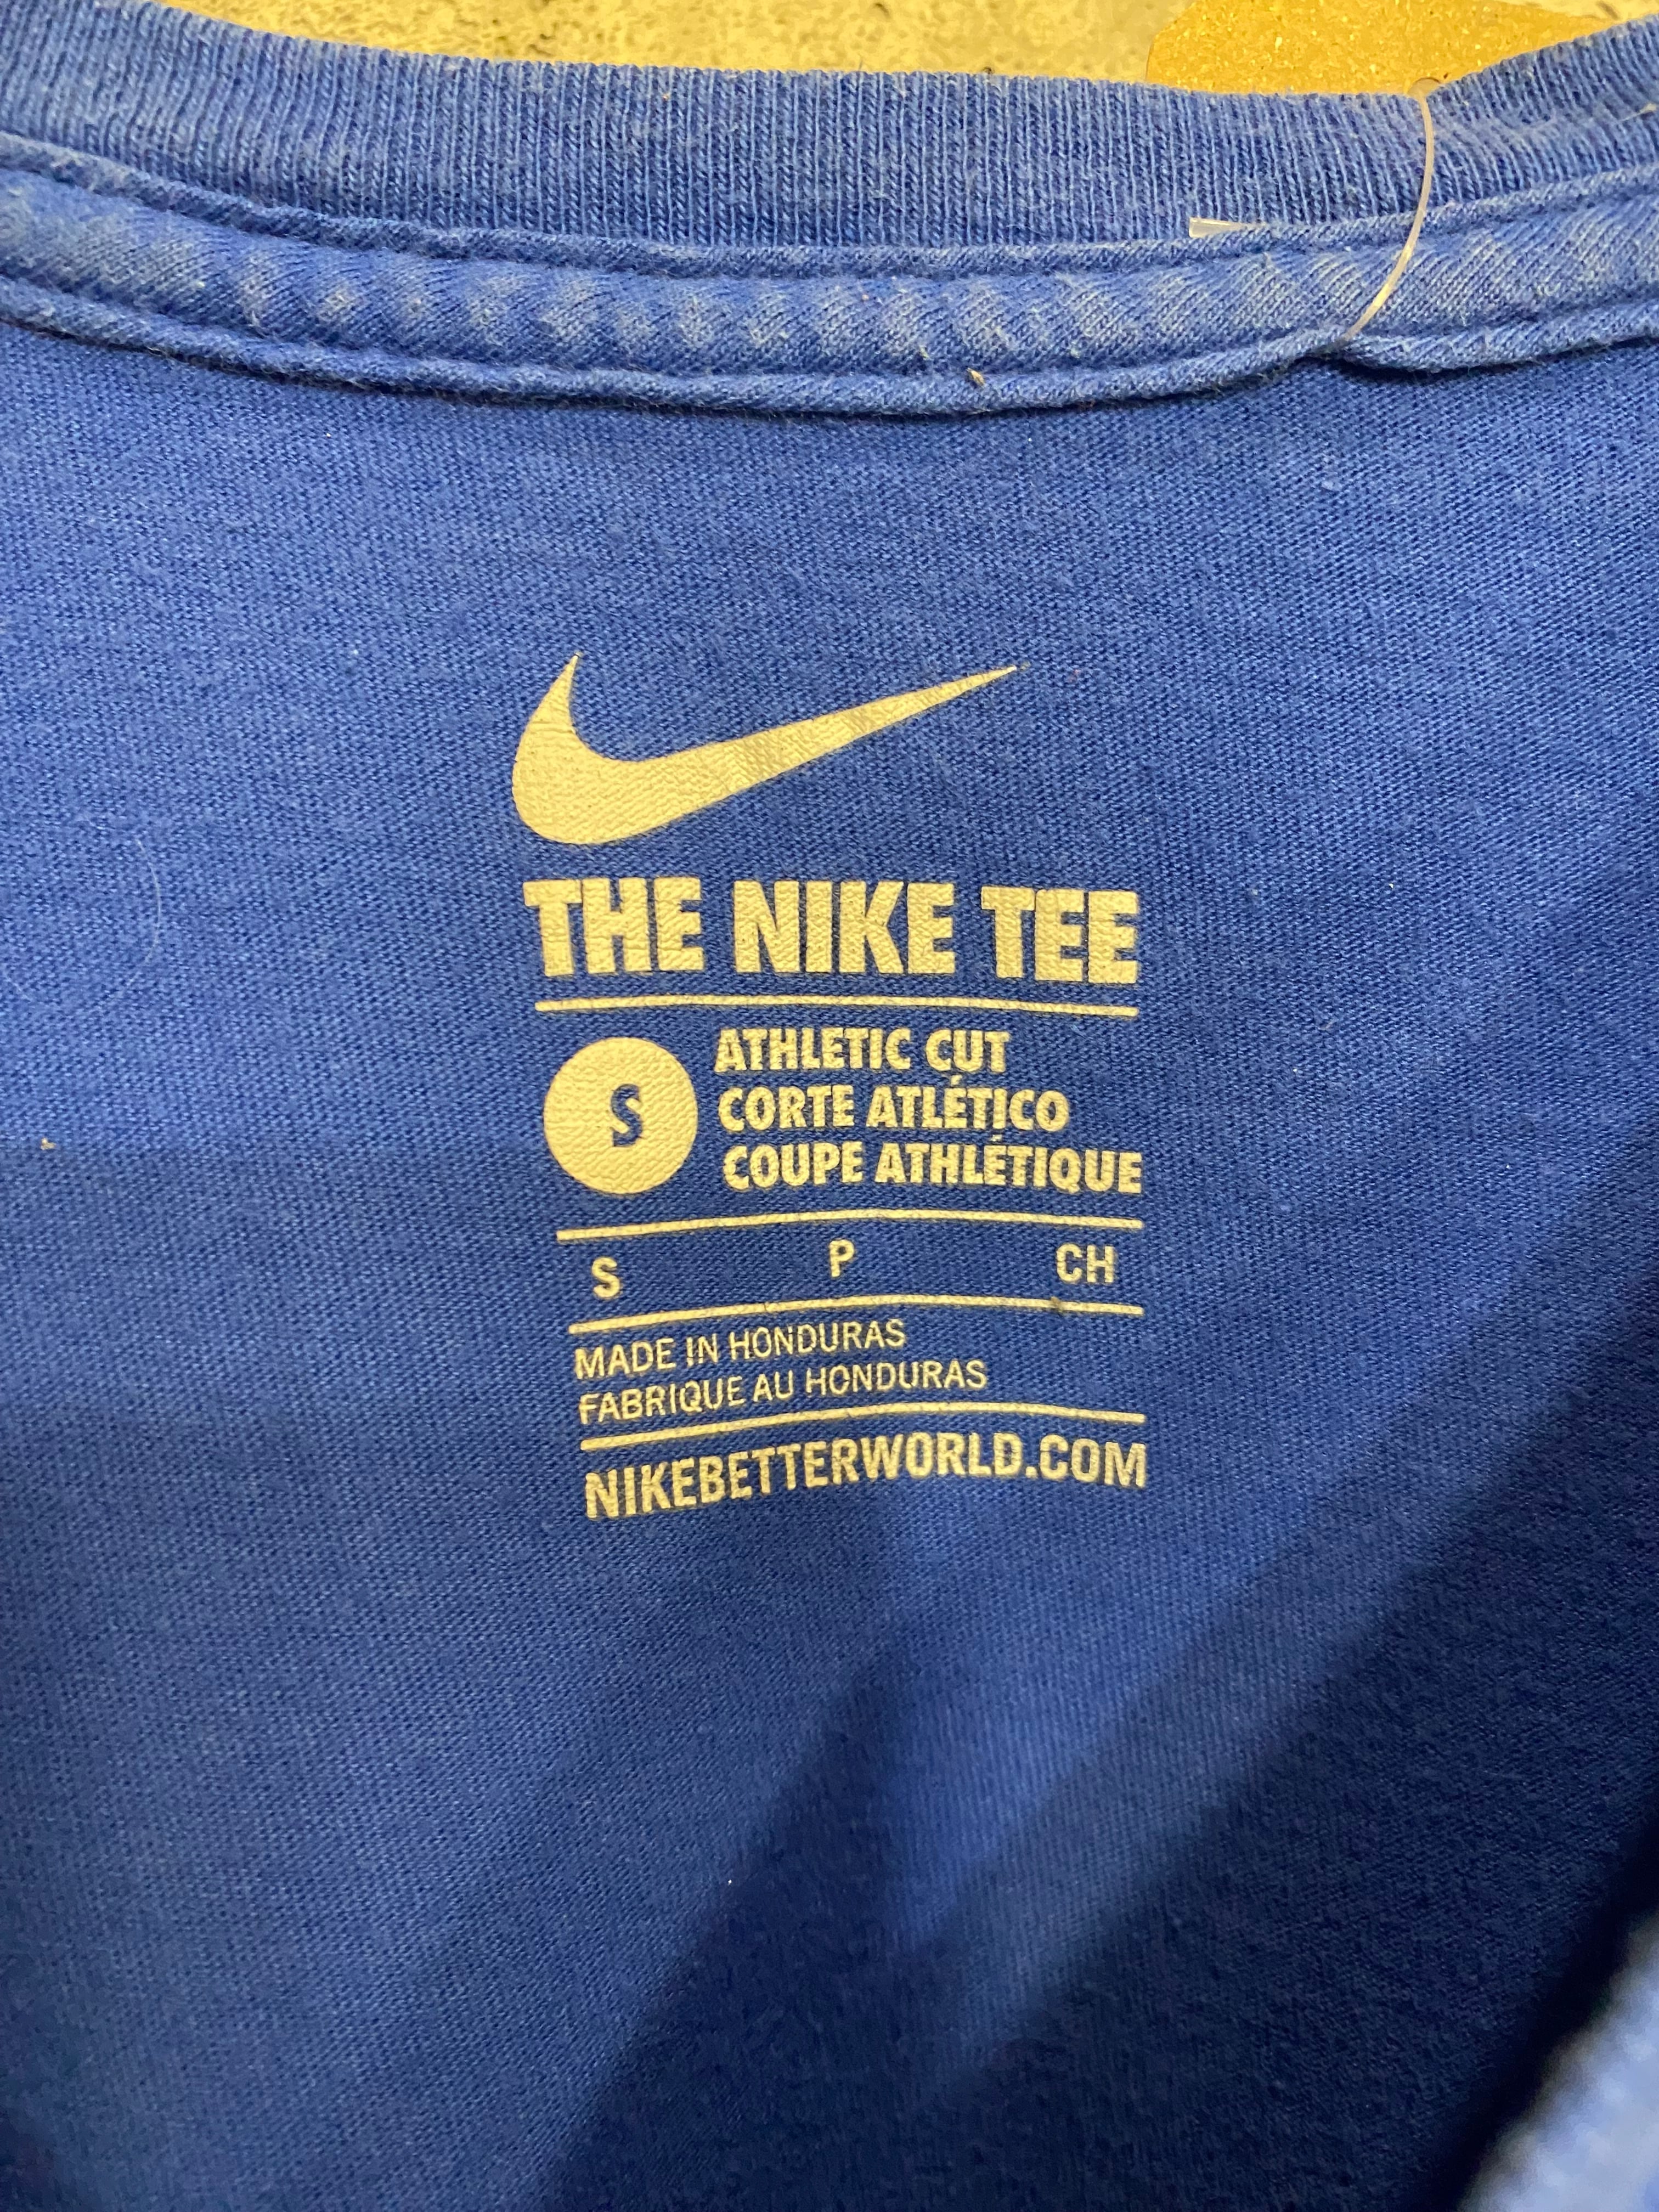 THE NIKE TEE
S
ATHLETIC CUT
CORTE ATLÉTICO
COUPE ATHLÉTIQUE
S P CH
MADE IN HONDURAS
FABRIQUE AU HONDURAS
NIKEBETTERWORLD.COM